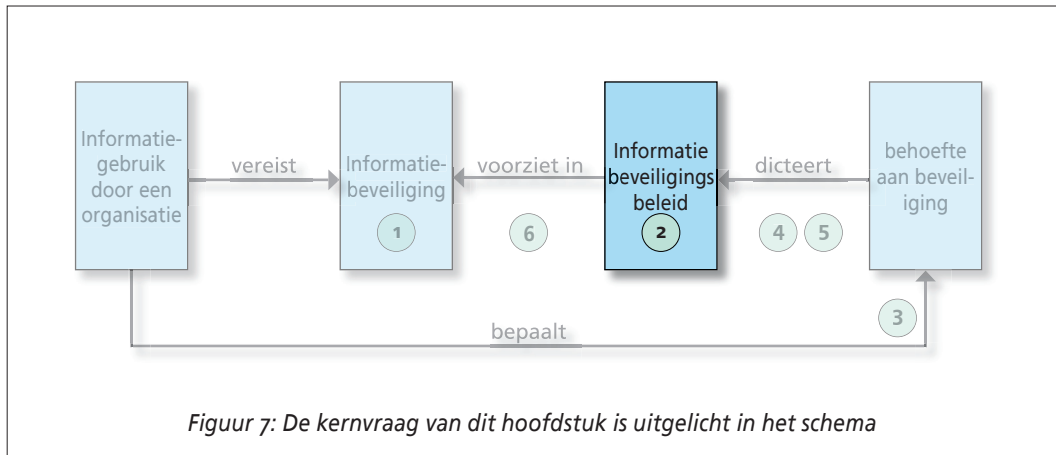 Informatie-
gebruik
door een
organisatie
vereist
Informatie-
beveiliging
1
voorziet in
6
Informatie
beveiligings
beleid
2
dicteert
4 5
behoefte
aan beveil-
iging
3
bepaalt
Figuur 7: De kernvraag van dit hoofdstuk is uitgelicht in het schema